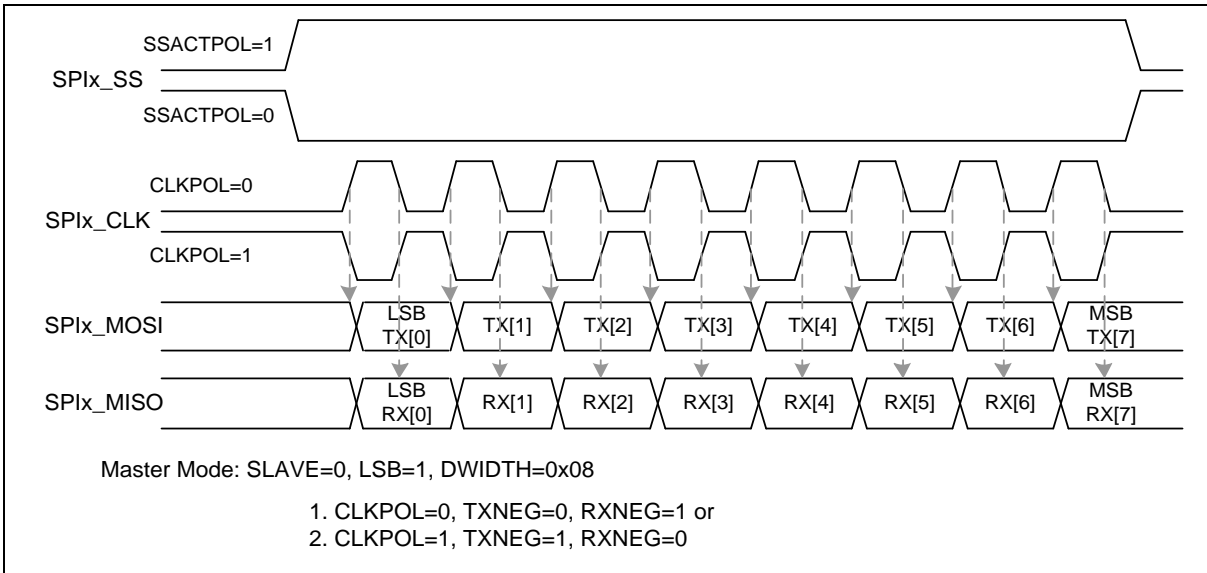 SSACTPOL=1
SPIx_SS
SSACTPOL=0
CLKPOL=0
SPIx_CLK
CLKPOL=1
SPIx_MOSI
LSB TX[0]
TX[1]
TX[2]
TX[3]
TX[4]
TX[5]
TX[6]
MSB TX[7]
SPIx_MISO
LSB RX[0]
RX[1]
RX[2]
RX[3]
RX[4]
RX[5]
RX[6]
MSB RX[7]
Master Mode: SLAVE=0, LSB=1, DWIDTH=0x08
1. CLKPOL=0, TXNEG=0, RXNEG=1 or
2. CLKPOL=1, TXNEG=1, RXNEG=0